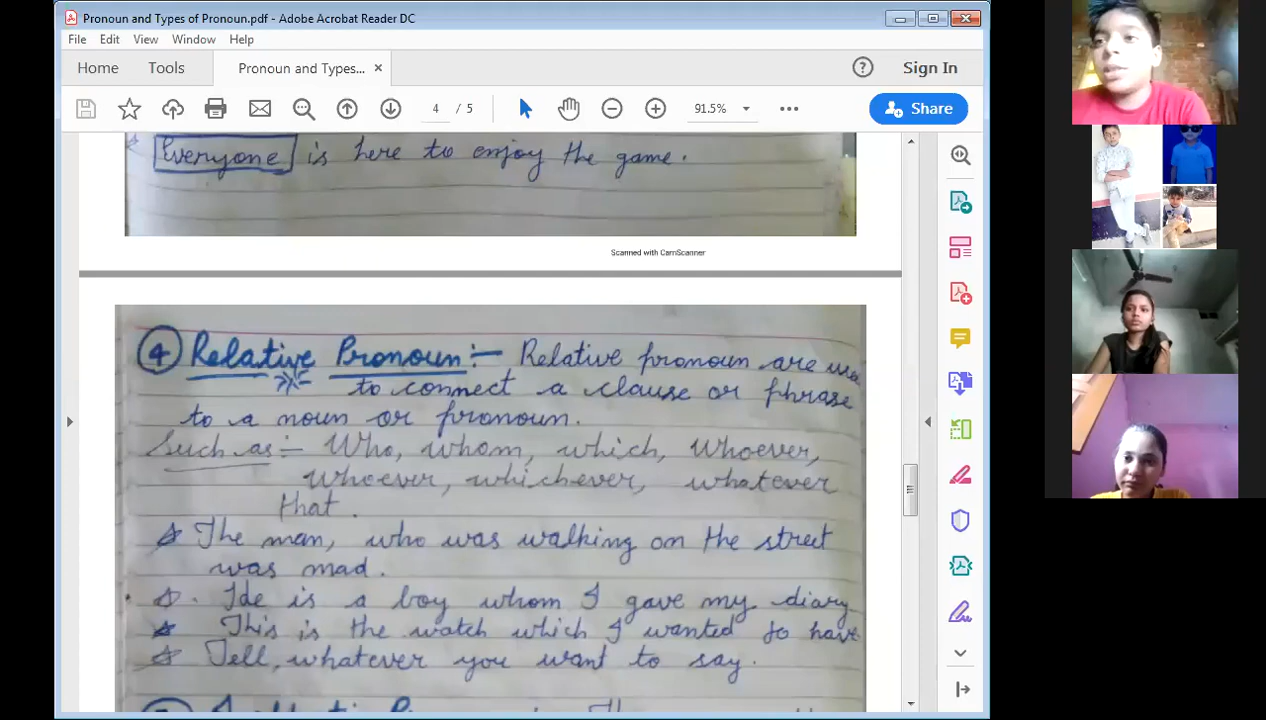 Pronoun and Types of Pronoun.pdf - Adobe Acrobat Reader DC
File Edit View Window Help
Home Tools Pronoun and Types... × Sign In
4 / 5 91.5% Share
Everyone is here to enjoy the game.
Scanned with CamScanner
4 Relative Pronoun :- Relative pronoun are use
to connect a clause or phrase
to a noun or pronoun.
Such as :- Who, whom, which, Whoever,
whoever, whichever, whatever
that.
The man, who was walking on the street
was mad.
He is a boy whom I gave my diary
This is the watch which I wanted to have
Tell, whatever you want to say.